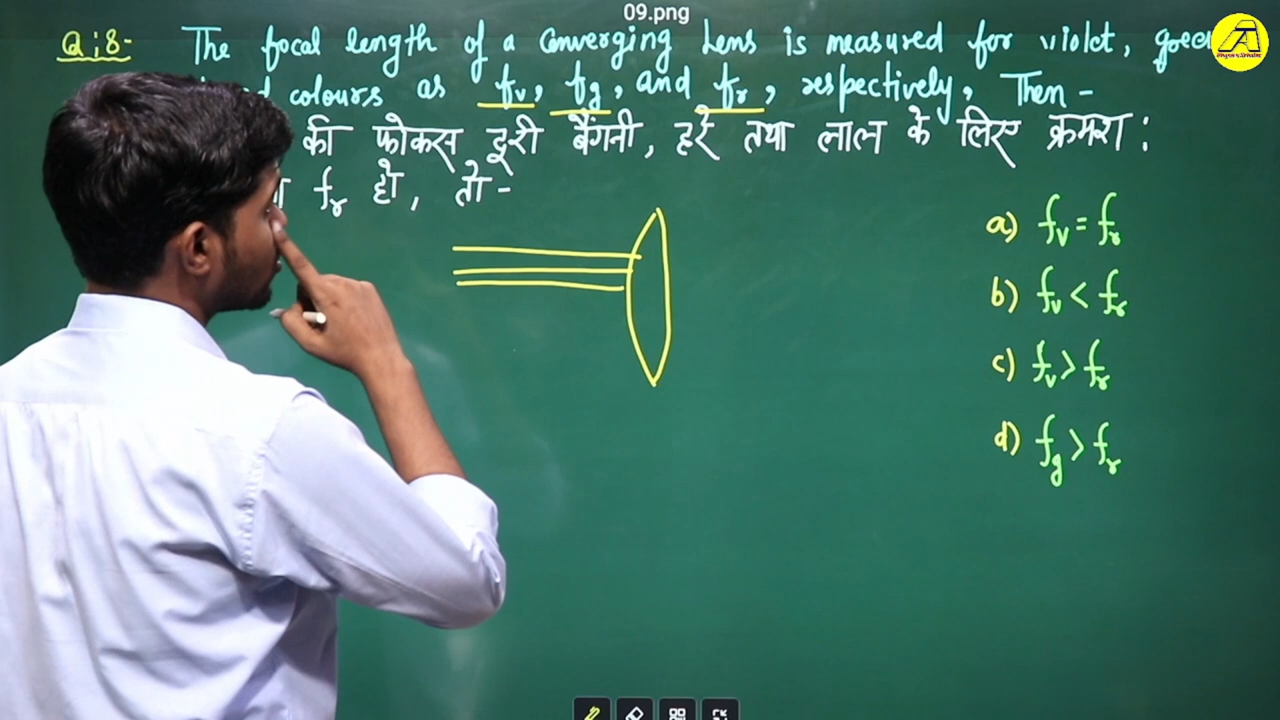 09.png
Q:8- The focal length of a converging Lens is measured for violet, green
colours as fv, fg, and fr, respectively, Then -
की फोकस दूरी बैंगनी, हरे तथा लाल के लिए क्रमश:
fr हो, तो-
a) fv = fr
b) fv < fr
c) fv > fr
d) fg > fr